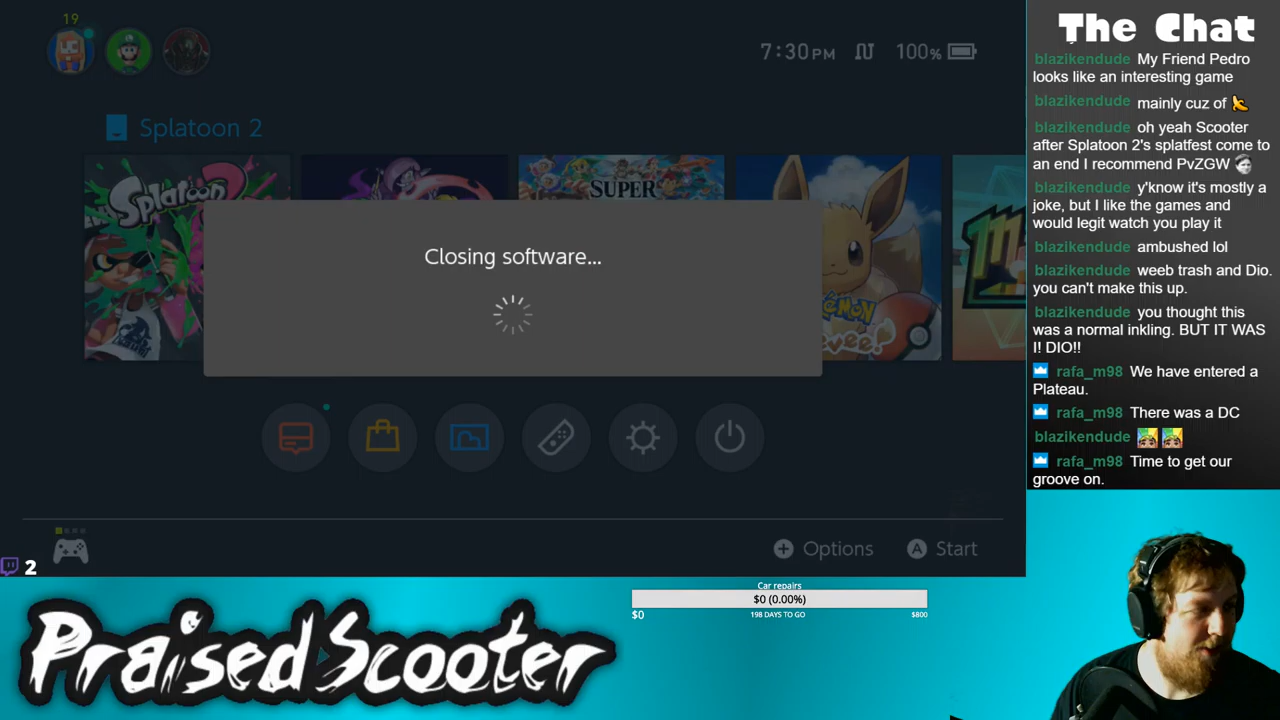 19
7:30 PM
100%
The Chat
Splatoon 2
Splatoon 2
SUPER
POKéMON
Closing software...
Options
Start
2
PraisedScooter
Car repairs
$0 (0.00%)
$0
198 DAYS TO GO
$800
blazikendude My Friend Pedro
looks like an interesting game
blazikendude mainly cuz of
blazikendude oh yeah Scooter
after Splatoon 2's splatfest come to
an end I recommend PvZGW
blazikendude y'know it's mostly a
joke, but I like the games and
would legit watch you play it
blazikendude ambushed lol
blazikendude weeb trash and Dio.
you can't make this up.
blazikendude you thought this
was a normal inkling. BUT IT WAS
I! DIO!!
rafa_m98 We have entered a
Plateau.
rafa_m98 There was a DC
blazikendude
rafa_m98 Time to get our
groove on.